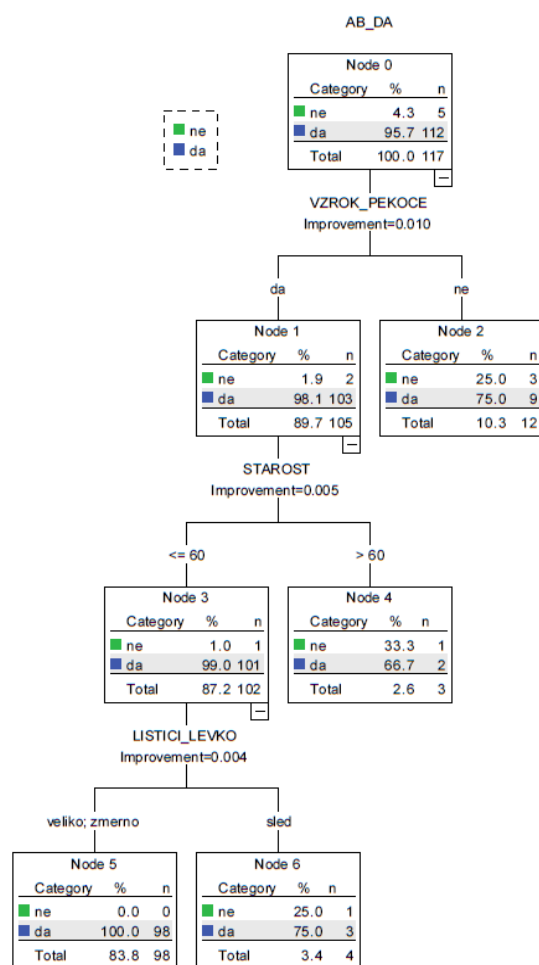 AB_DA
Node 0
Category % n
ne 4.3 5
da 95.7 112
Total 100.0 117
ne
da
VZROK_PEKOCE
Improvement=0.010
da
ne
Node 1
Category % n
ne 1.9 2
da 98.1 103
Total 89.7 105
Node 2
Category % n
ne 25.0 3
da 75.0 9
Total 10.3 12
STAROST
Improvement=0.005
<= 60
> 60
Node 3
Category % n
ne 1.0 1
da 99.0 101
Total 87.2 102
Node 4
Category % n
ne 33.3 1
da 66.7 2
Total 2.6 3
LISTICI_LEVKO
Improvement=0.004
veliko; zmerno
sled
Node 5
Category % n
ne 0.0 0
da 100.0 98
Total 83.8 98
Node 6
Category % n
ne 25.0 1
da 75.0 3
Total 3.4 4